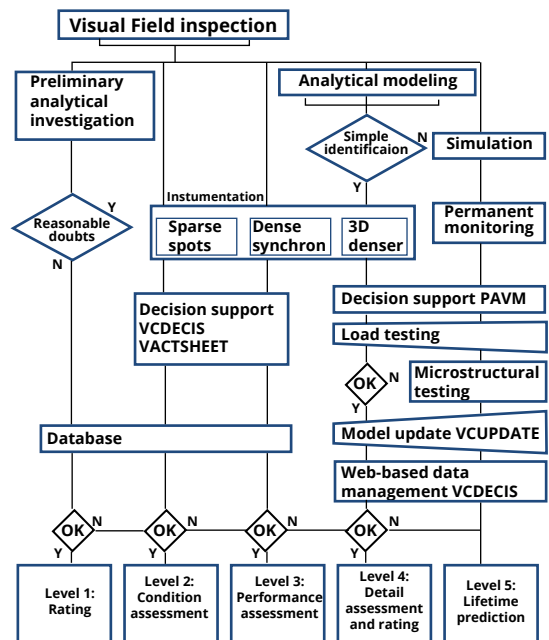 Visual Field inspection
Preliminary
analytical
investigation
Analytical modeling
Simple
identificaion
N
Y
Simulation
Reasonable
doubts
Y
N
Instumentation
Sparse
spots
Dense
synchron
3D
denser
Permanent
monitoring
Decision support
VCDECIS
VACTSHEET
Decision support PAVM
Load testing
OK
N
Y
Microstructural
testing
Database
Model update VCUPDATE
Web-based data
management VCDECIS
OK
N
Y
OK
N
Y
OK
N
Y
OK
N
Y
Level 1:
Rating
Level 2:
Condition
assessment
Level 3:
Performance
assessment
Level 4:
Detail
assessment
and rating
Level 5:
Lifetime
prediction